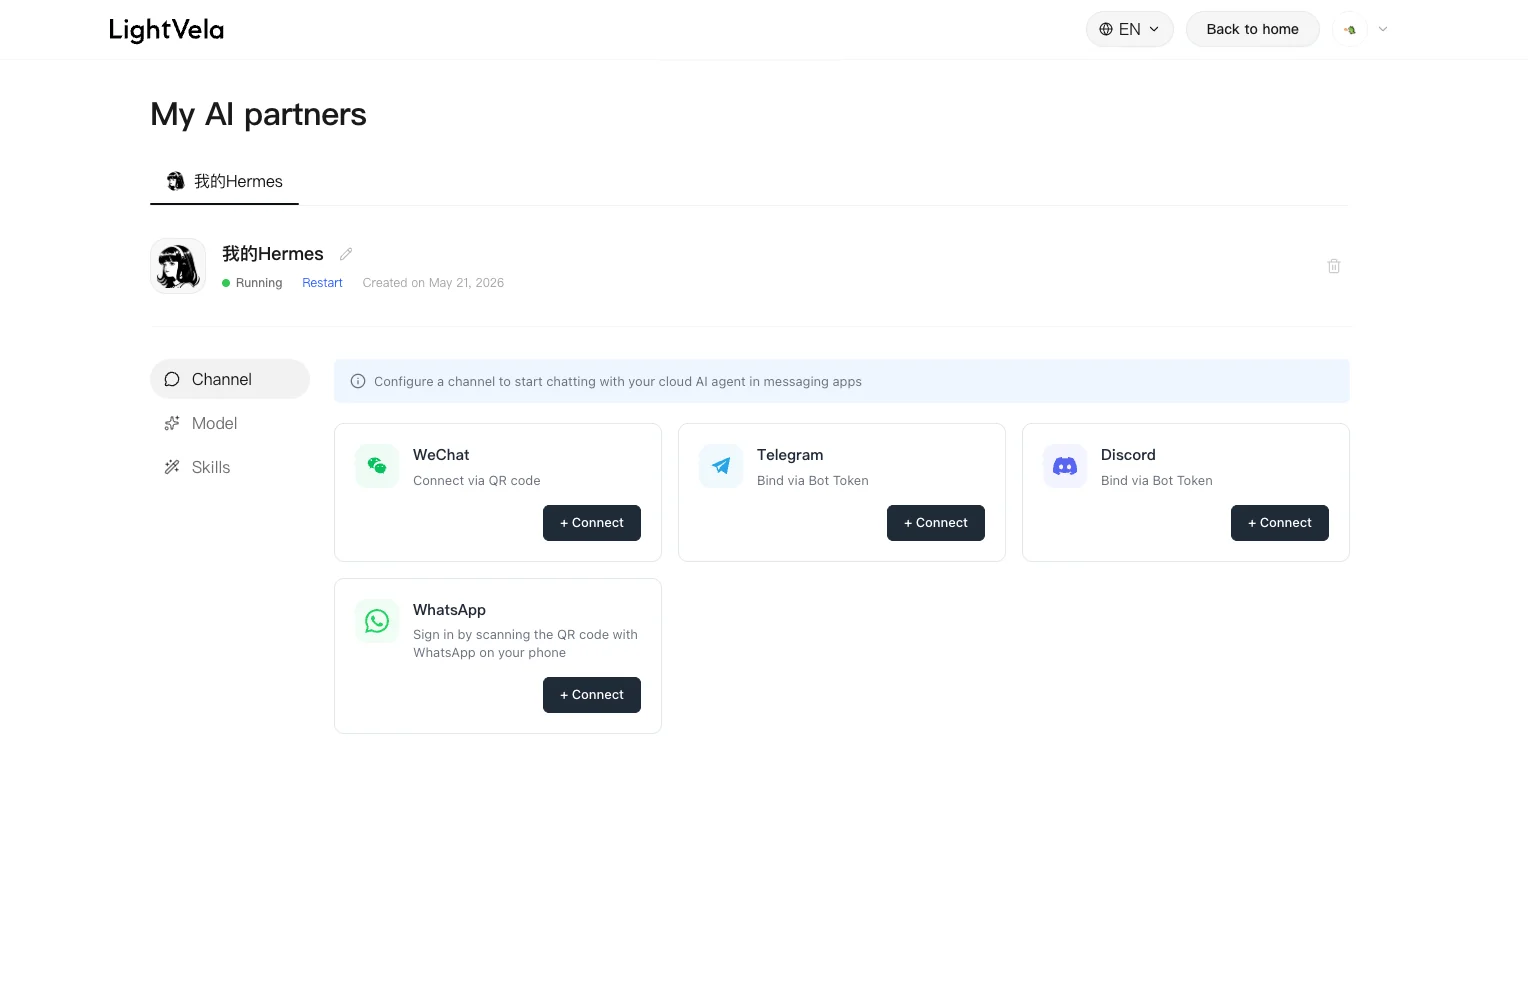 LightVela
EN
Back to home
My AI partners
我的Hermes
我的Hermes
Running Restart Created on May 21, 2026
Channel
Model
Skills
Configure a channel to start chatting with your cloud AI agent in messaging apps
WeChat
Connect via QR code
+ Connect
Telegram
Bind via Bot Token
+ Connect
Discord
Bind via Bot Token
+ Connect
WhatsApp
Sign in by scanning the QR code with
WhatsApp on your phone
+ Connect